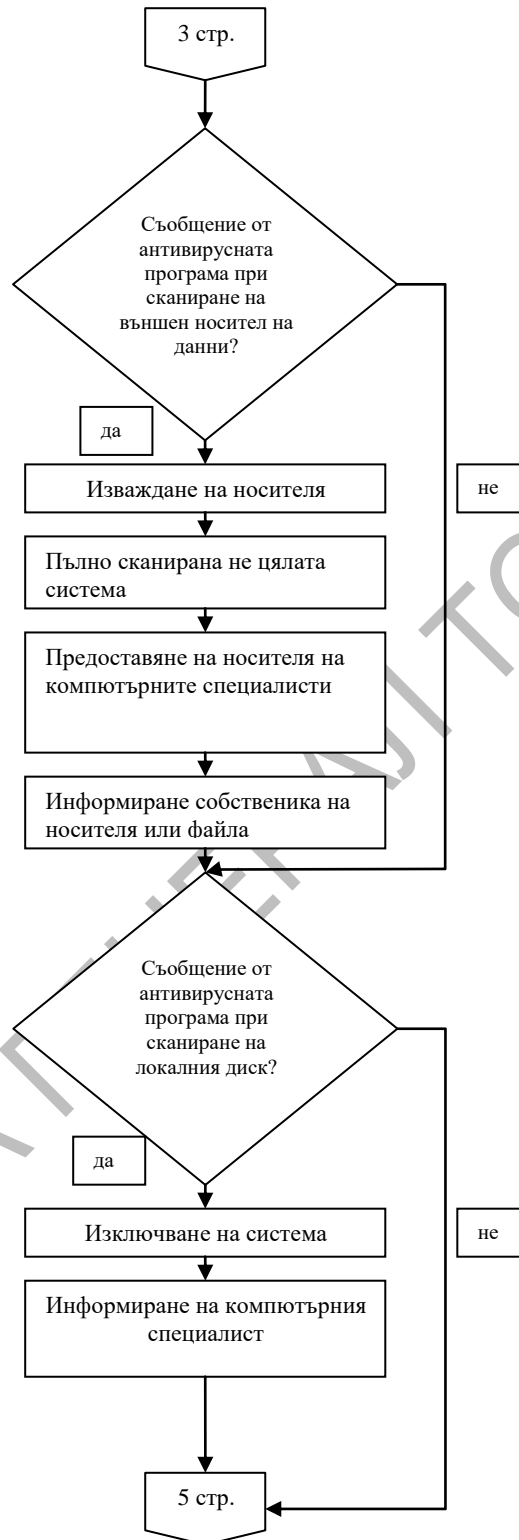 3 стр.
Съобщение от
антивирусната
програма при
сканиране на
външен носител на
данни?
да
Изваждане на носителя
не
Пълно сканирана не цялата
система
Предоставяне на носителя на
компютърните специалисти
Информиране собственика на
носителя или файла
Съобщение от
антивирусната
програма при
сканиране на
локалния диск?
да
Изключване на система
не
Информиране на компютърния
специалист
5 стр.